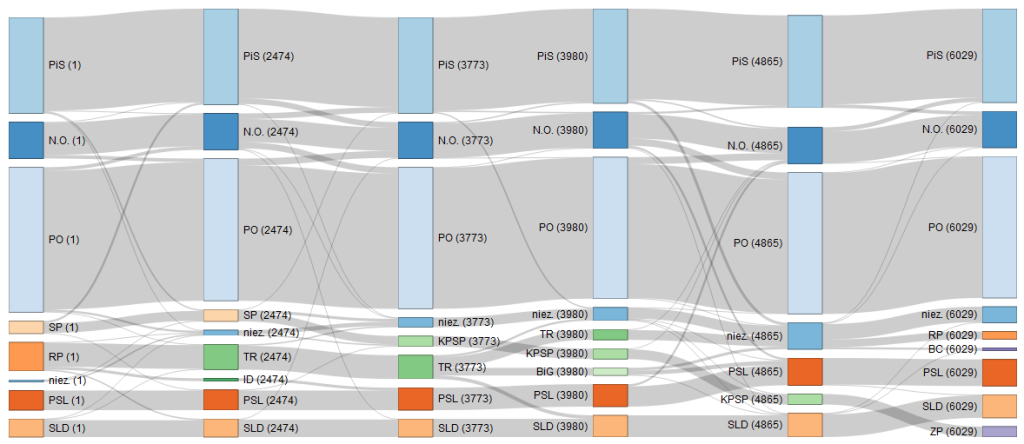 PiS (1)
N.O. (1)
PO (1)
SP (1)
RP (1)
niez. (1)
PSL (1)
SLD (1)
PiS (2474)
N.O. (2474)
PO (2474)
SP (2474)
niez. (2474)
TR (2474)
ID (2474)
PSL (2474)
SLD (2474)
PiS (3773)
N.O. (3773)
PO (3773)
niez. (3773)
KPSP (3773)
TR (3773)
PSL (3773)
SLD (3773)
PiS (3980)
N.O. (3980)
PO (3980)
niez. (3980)
TR (3980)
KPSP (3980)
BiG (3980)
PSL (3980)
SLD (3980)
PiS (4865)
N.O. (4865)
PO (4865)
niez. (4865)
PSL (4865)
KPSP (4865)
SLD (4865)
PiS (6029)
N.O. (6029)
PO (6029)
niez. (6029)
RP (6029)
BC (6029)
PSL (6029)
SLD (6029)
ZP (6029)